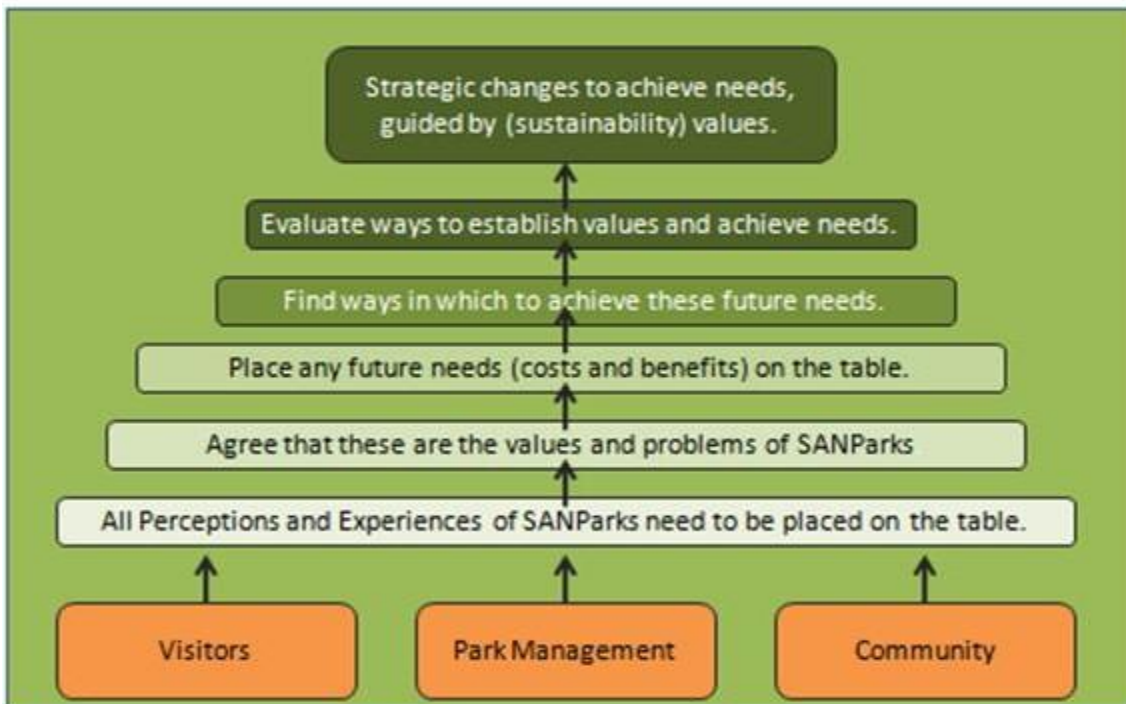 Strategic changes to achieve needs,
guided by (sustainability) values.
Evaluate ways to establish values and achieve needs.
Find ways in which to achieve these future needs.
Place any future needs (costs and benefits) on the table.
Agree that these are the values and problems of SANParks
All Perceptions and Experiences of SANParks need to be placed on the table.
Visitors
Park Management
Community